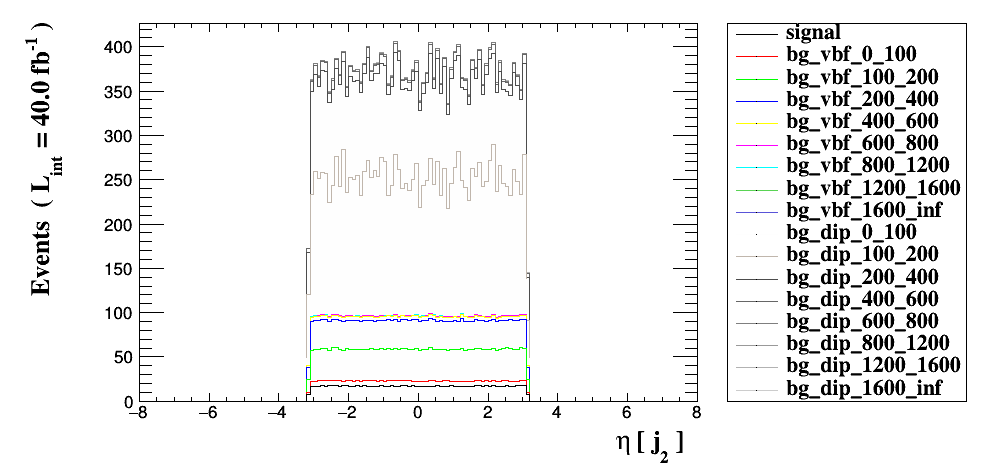 Events ( L_int = 40.0 fb^-1 )
400
350
300
250
200
150
100
50
0
−8 −6 −4 −2 0 2 4 6 8
η [ j_2 ]
signal
bg_vbf_0_100
bg_vbf_100_200
bg_vbf_200_400
bg_vbf_400_600
bg_vbf_600_800
bg_vbf_800_1200
bg_vbf_1200_1600
bg_vbf_1600_inf
bg_dip_0_100
bg_dip_100_200
bg_dip_200_400
bg_dip_400_600
bg_dip_600_800
bg_dip_800_1200
bg_dip_1200_1600
bg_dip_1600_inf